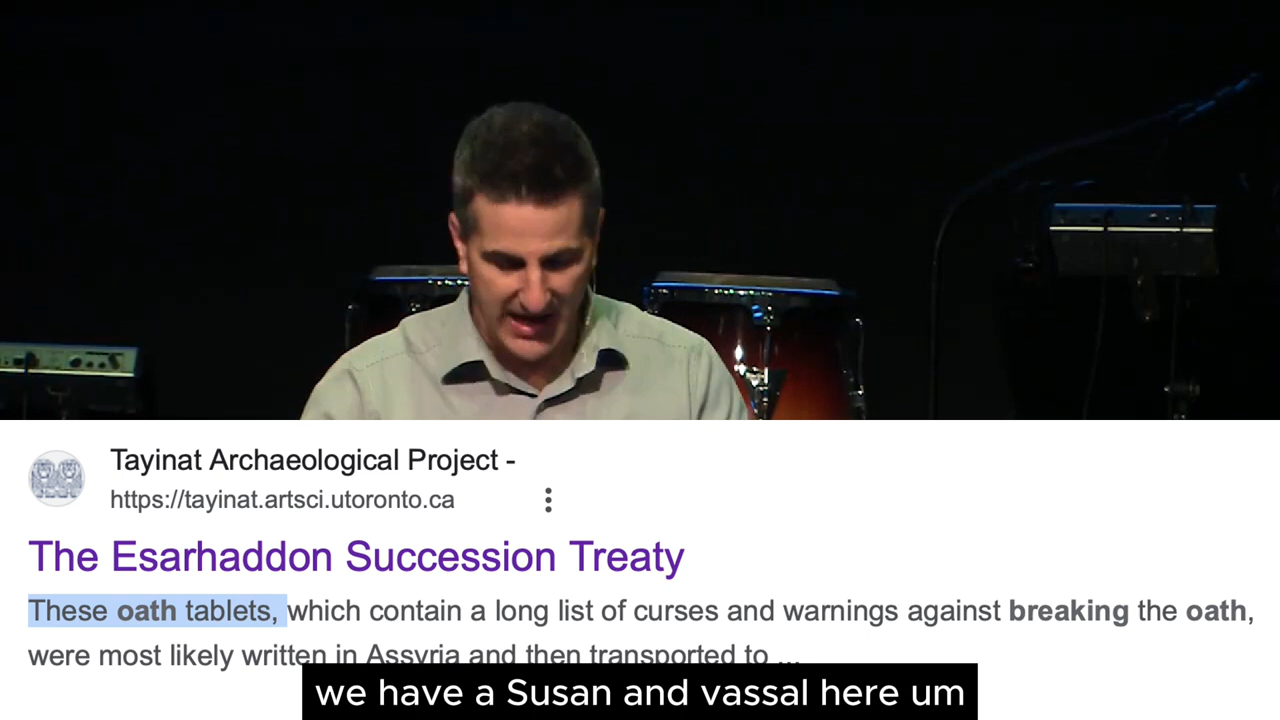 Tayinat Archaeological Project -
https://tayinat.artsci.utoronto.ca
The Esarhaddon Succession Treaty
These oath tablets, which contain a long list of curses and warnings against breaking the oath,
were most likely written in Assyria and then transported to ...
we have a Susan and vassal here um